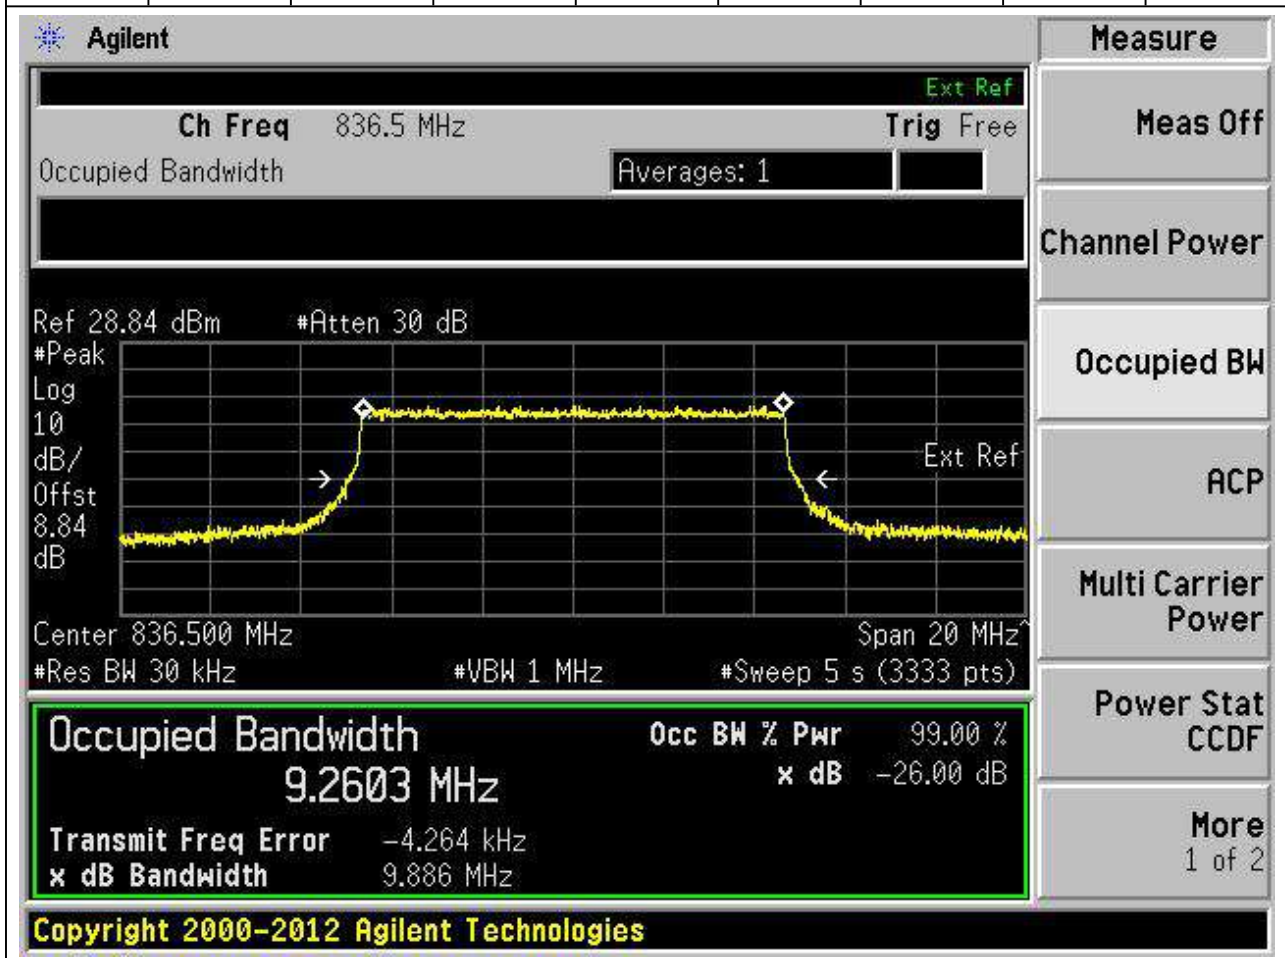 Agilent
Measure
Ext Ref
Ch Freq 836.5 MHz Trig Free
Meas Off
Occupied Bandwidth Averages: 1
Channel Power
Ref 28.84 dBm #Atten 30 dB
#Peak
Log
10
dB/
Offst
8.84
dB
Ext Ref
Occupied BW
ACP
Center 836.500 MHz Span 20 MHz^
#Res BW 30 kHz #VBW 1 MHz #Sweep 5 s (3333 pts)
Multi Carrier
Power
Occupied Bandwidth Occ BW % Pwr 99.00 %
9.2603 MHz x dB -26.00 dB
Transmit Freq Error -4.264 kHz
x dB Bandwidth 9.886 MHz
Power Stat
CCDF
More
1 of 2
Copyright 2000-2012 Agilent Technologies